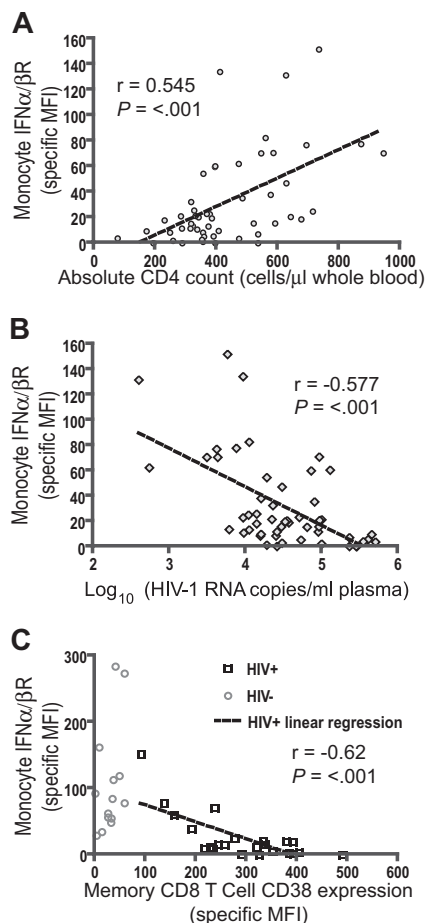 A
Monocyte IFNα/βR
(specific MFI)
160
140
120
100
80
60
40
20
0
r = 0.545
P = <.001
0 200 400 600 800 1000
Absolute CD4 count (cells/μl whole blood)
B
Monocyte IFNα/βR
(specific MFI)
160
140
120
100
80
60
40
20
0
r = -0.577
P = <.001
2 3 4 5 6
Log10 (HIV-1 RNA copies/ml plasma)
C
Monocyte IFNα/βR
(specific MFI)
300
200
100
0
HIV+
HIV-
HIV+ linear regression
r = -0.62
P = <.001
0 100 200 300 400 500 600
Memory CD8 T Cell CD38 expression
(specific MFI)